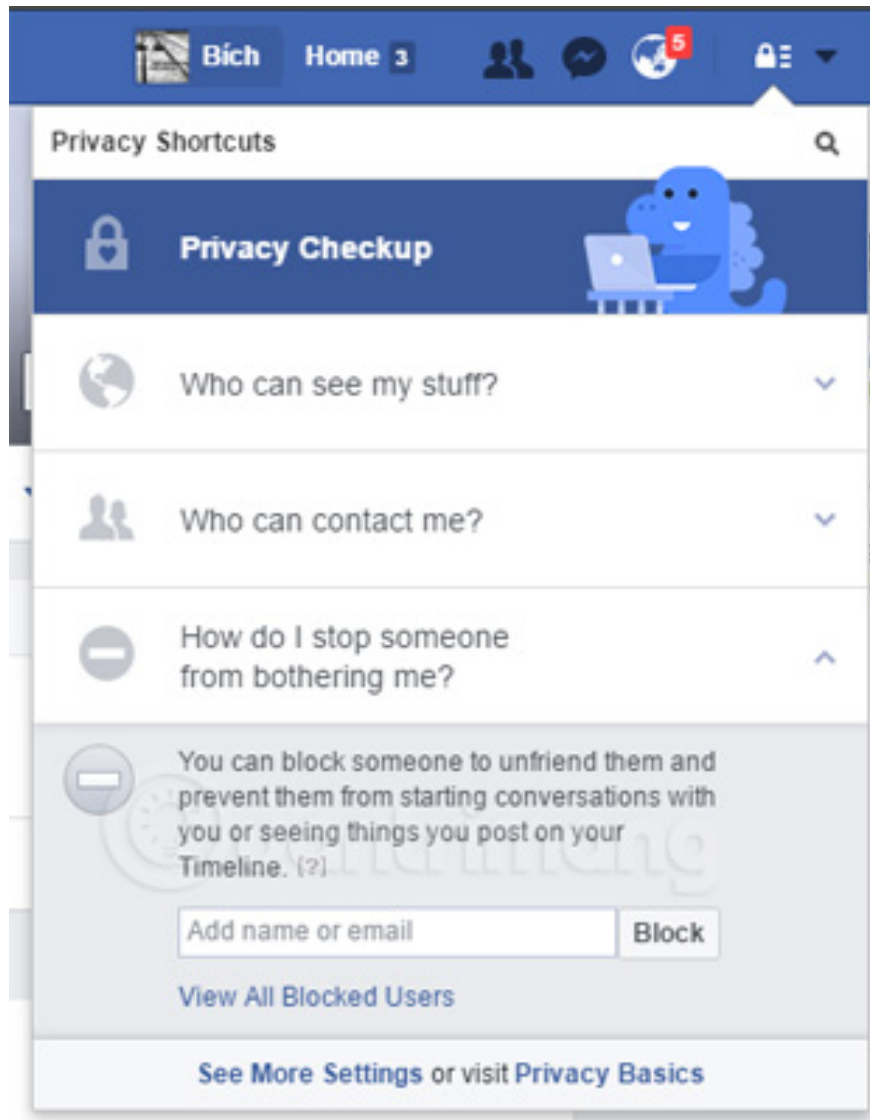 Bích Home 3 5
Privacy Shortcuts
Privacy Checkup
Who can see my stuff?
Who can contact me?
How do I stop someone
from bothering me?
You can block someone to unfriend them and
prevent them from starting conversations with
you or seeing things you post on your
Timeline. [?]
Add name or email Block
View All Blocked Users
See More Settings or visit Privacy Basics